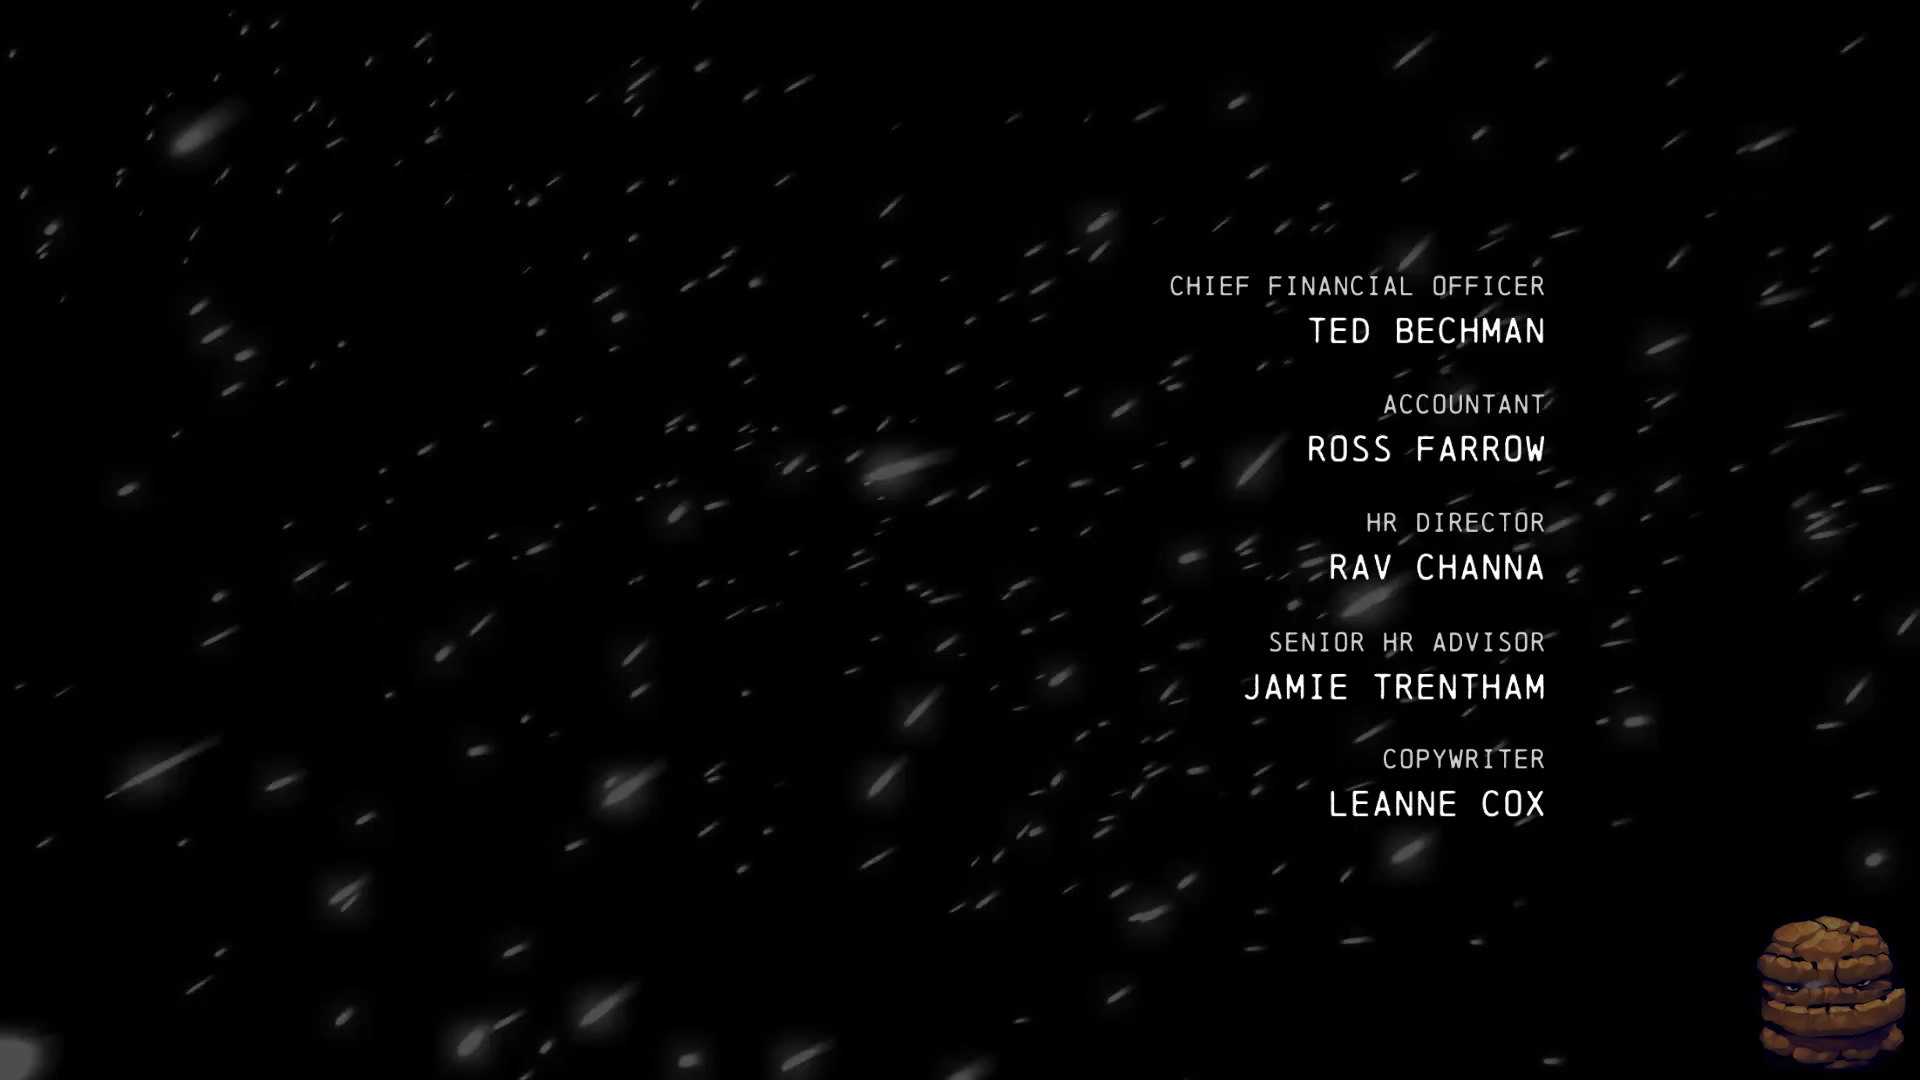 CHIEF FINANCIAL OFFICER
TED BECHMAN
ACCOUNTANT
ROSS FARROW
HR DIRECTOR
RAV CHANNA
SENIOR HR ADVISOR
JAMIE TRENTHAM
COPYWRITER
LEANNE COX